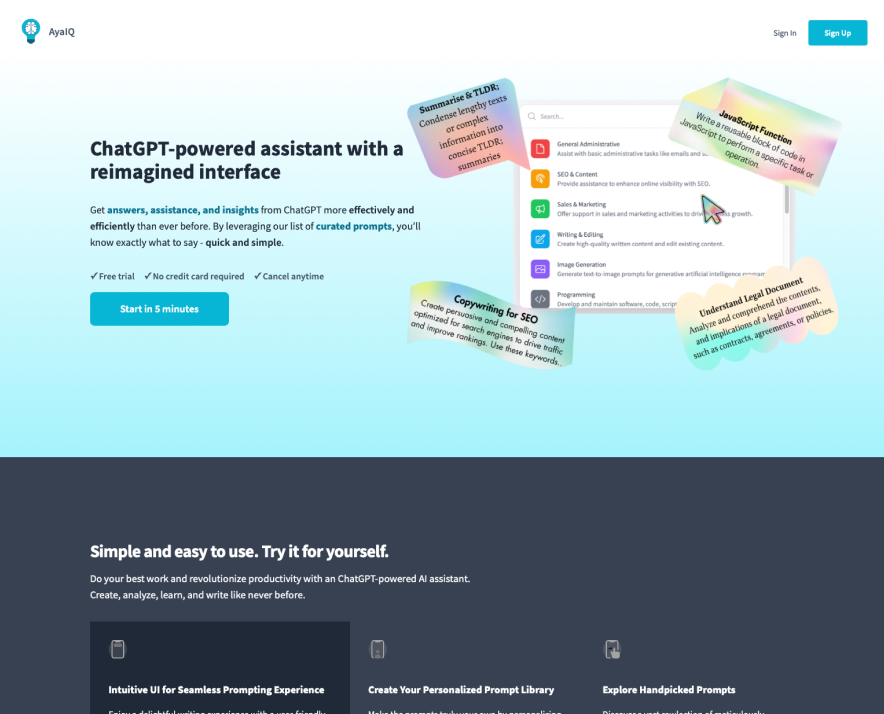 AyaIQ
Sign In
Sign Up
ChatGPT-powered assistant with a
reimagined interface
Get answers, assistance, and insights from ChatGPT more effectively and
efficiently than ever before. By leveraging our list of curated prompts, you'll
know exactly what to say - quick and simple.
✓Free trial ✓No credit card required ✓Cancel anytime
Start in 5 minutes
Summarise & TLDR;
Condense lengthy texts
or complex
information into
concise TLDR;
summaries
Search...
General Administrative
Assist with basic administrative tasks like emails and
SEO & Content
Provide assistance to enhance online visibility with SEO.
Sales & Marketing
Offer support in sales and marketing activities to growth.
Writing & Editing
Create high-quality written content and edit existing content.
Image Generation
Generate text-to-image prompts for generative artificial intelligence
Programming
Develop and maintain software, code,
JavaScript Function
Write a reusable block of code in
JavaScript to perform a specific task or
operation.
Copywriting for SEO
Create persuasive and compelling content
optimized for search engines to drive traffic
and improve rankings. Use these keywords..
Understand Legal Document
Analyze and comprehend the contents,
and implications of a legal document,
such as contracts, agreements, or policies.
Simple and easy to use. Try it for yourself.
Do your best work and revolutionize productivity with an ChatGPT-powered AI assistant.
Create, analyze, learn, and write like never before.
Intuitive UI for Seamless Prompting Experience
Create Your Personalized Prompt Library
Explore Handpicked Prompts